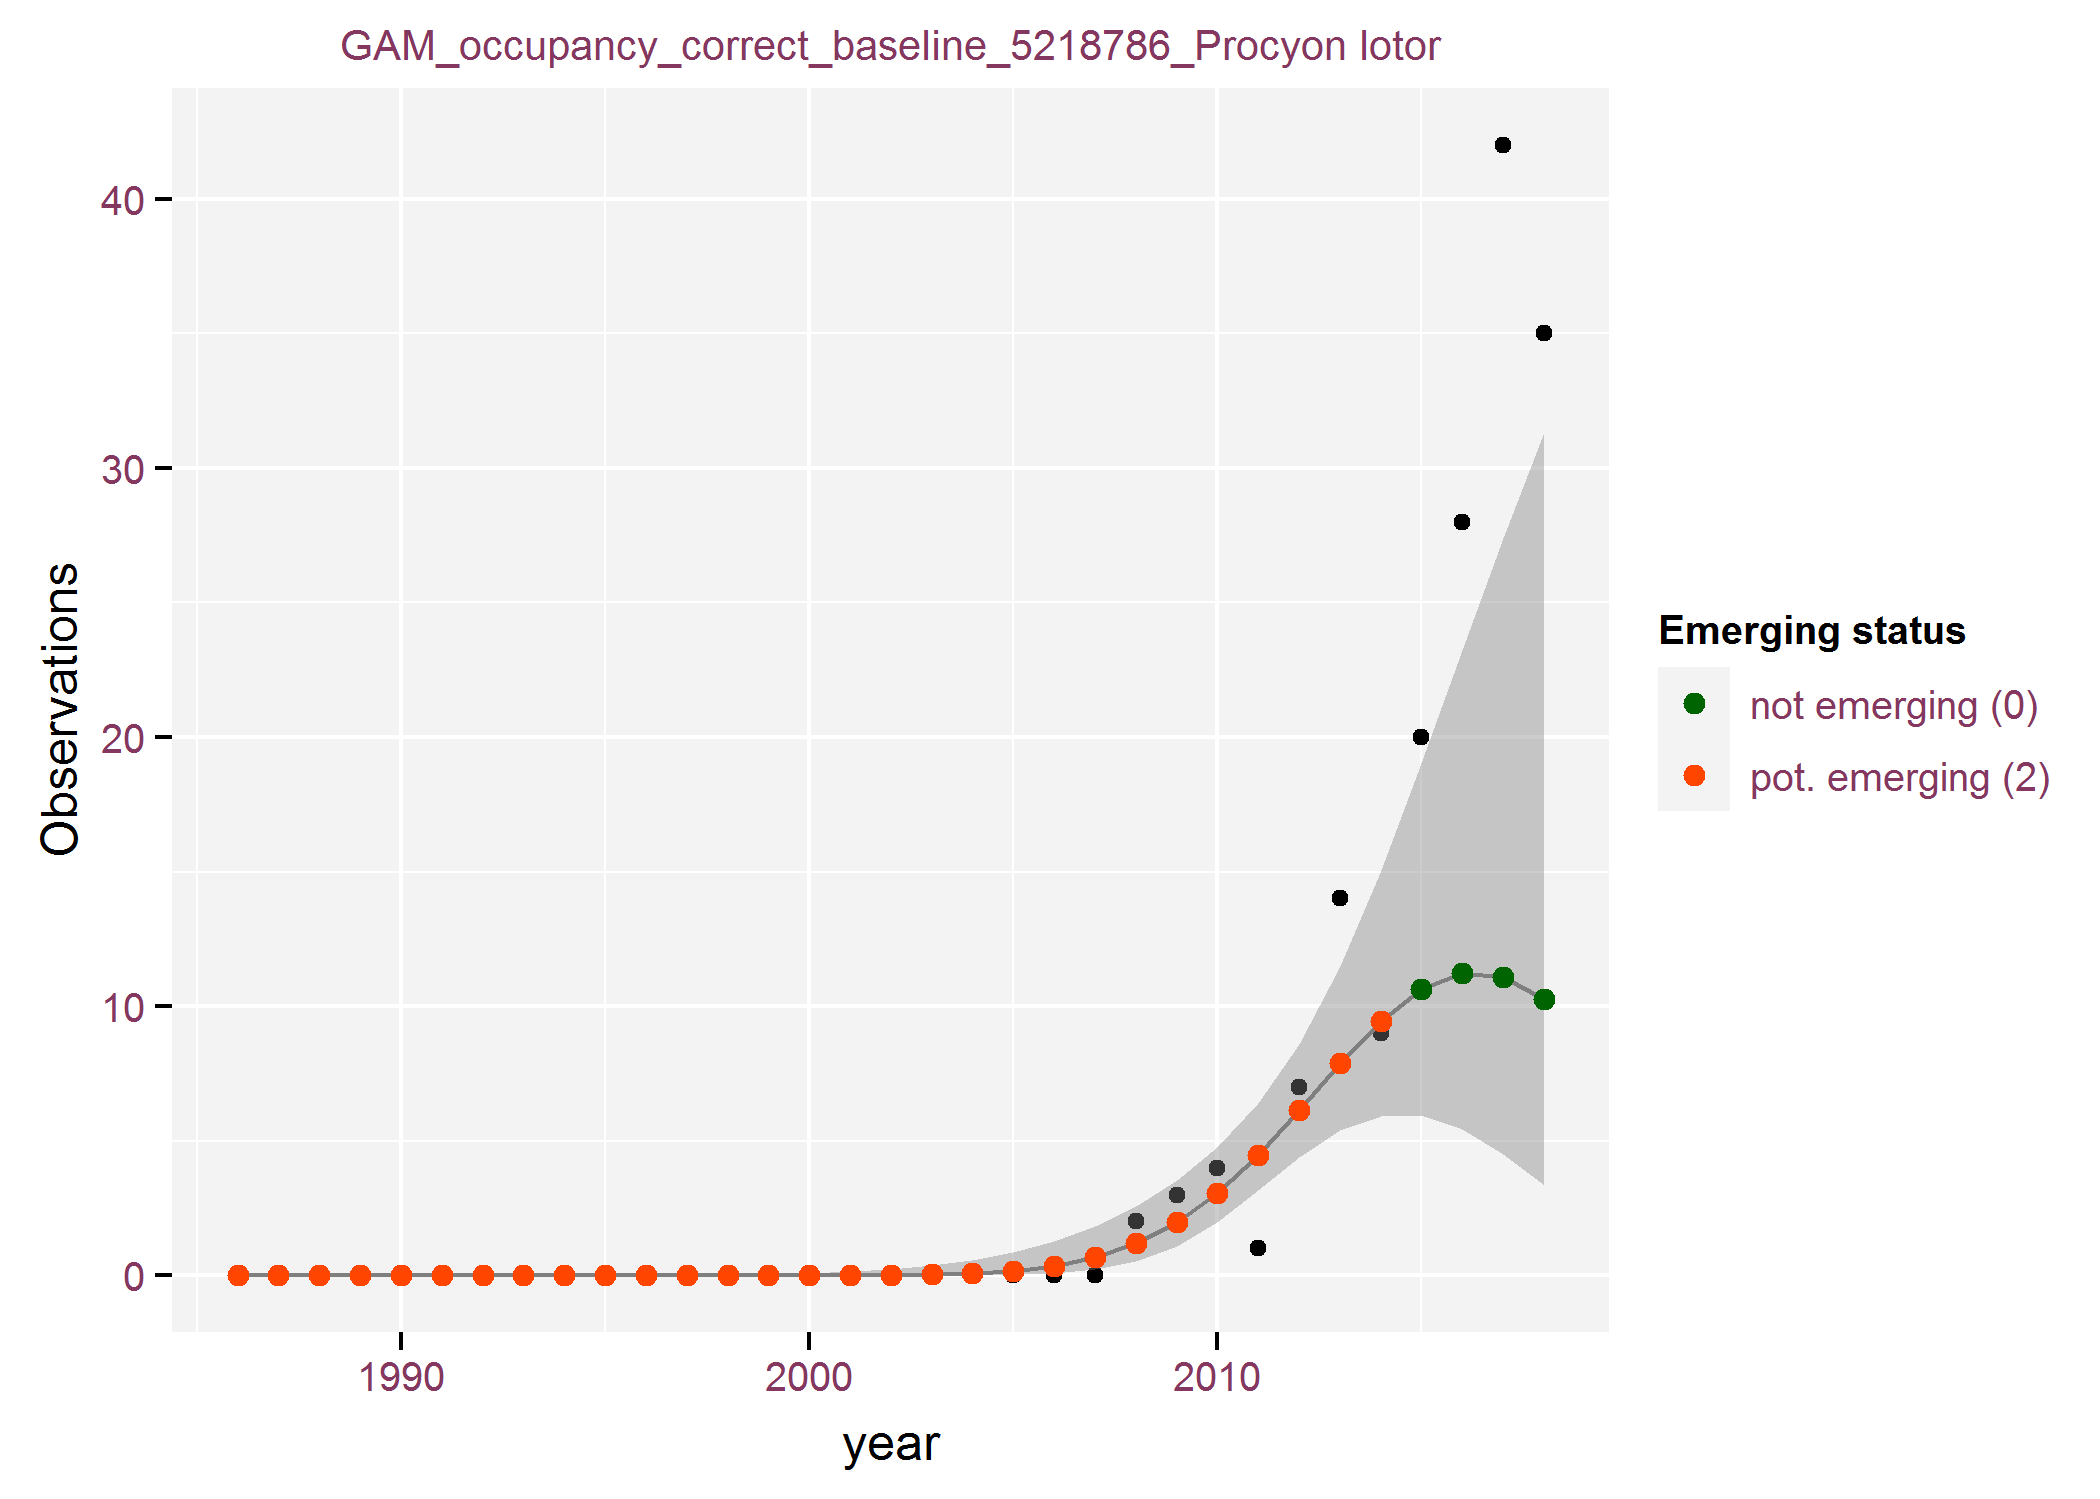 GAM_occupancy_correct_baseline_5218786_Procyon lotor
Observations
40
30
20
10
0
1990
2000
2010
year
Emerging status
not emerging (0)
pot. emerging (2)